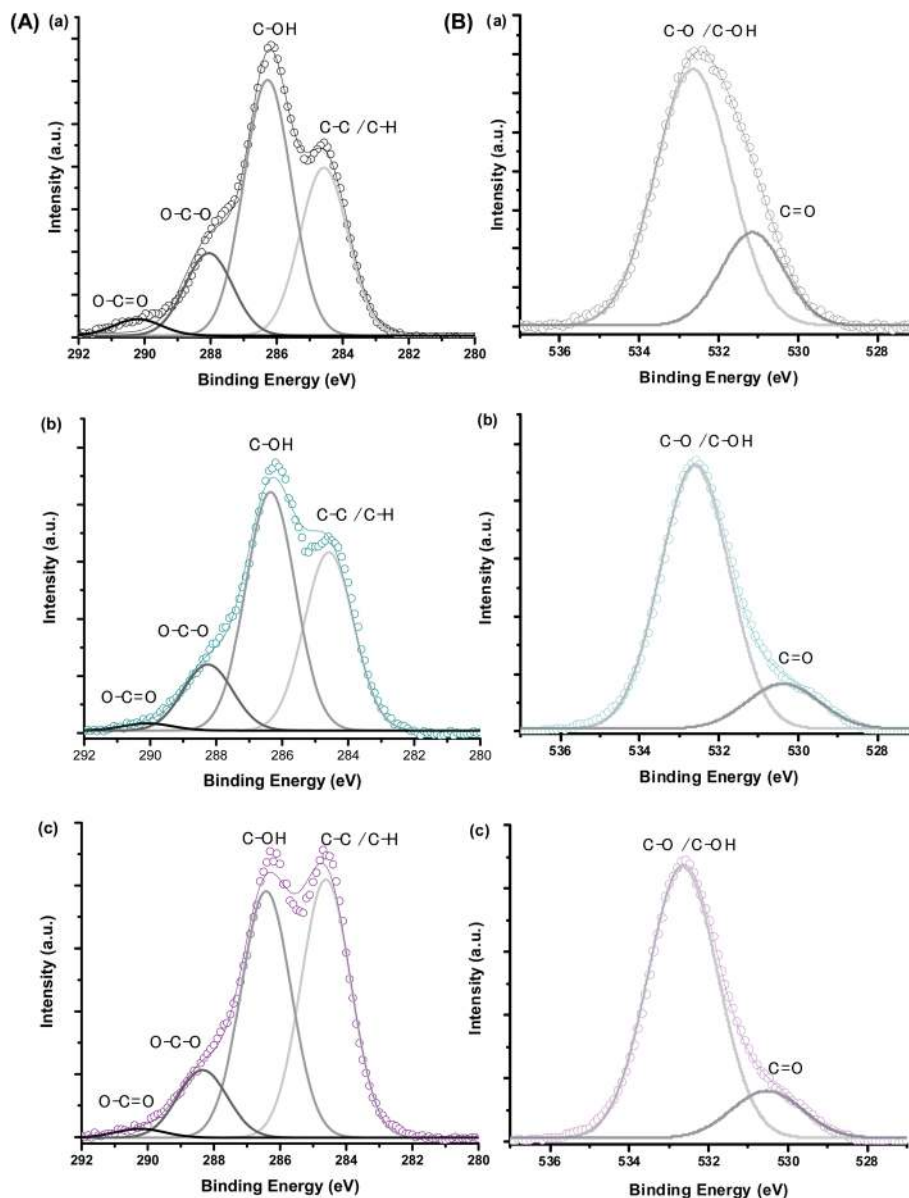 (A) (a)
C-OH
C-C /C-H
O-C-O
O-C=O
Intensity (a.u.)
292 290 288 286 284 282 280
Binding Energy (eV)
(B) (a)
C-O /C-OH
C=O
Intensity (a.u.)
536 534 532 530 528
Binding Energy (eV)
(b)
C-OH
C-C /C-H
O-C-O
O-C=O
Intensity (a.u.)
292 290 288 286 284 282 280
Binding Energy (eV)
(b)
C-O /C-OH
C=O
Intensity (a.u.)
536 534 532 530 528
Binding Energy (eV)
(c)
C-OH C-C /C-H
O-C-O
O-C=O
Intensity (a.u.)
292 290 288 286 284 282 280
Binding Energy (eV)
(c)
C-O /C-OH
C=O
Intensity (a.u.)
536 534 532 530 528
Binding Energy (eV)